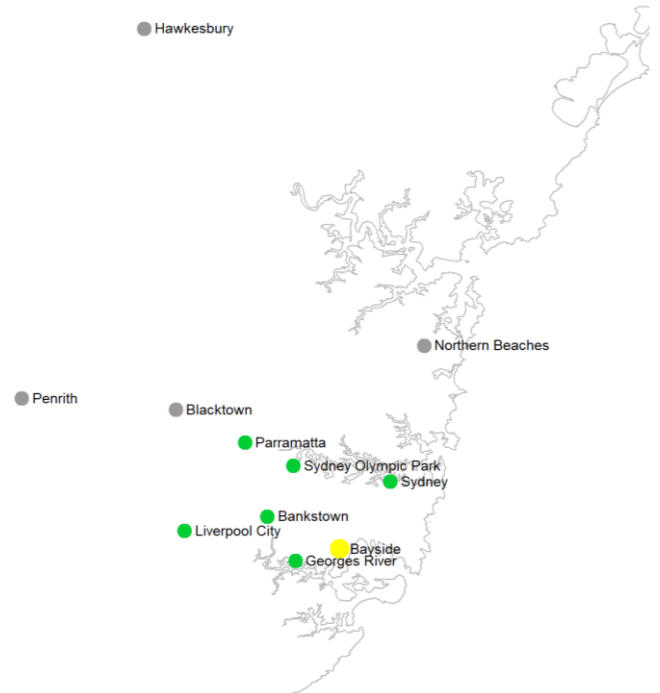 Hawkesbury
Northern Beaches
Penrith
Blacktown
Parramatta
Sydney Olympic Park
Sydney
Bankstown
Liverpool City
Bayside
Georges River